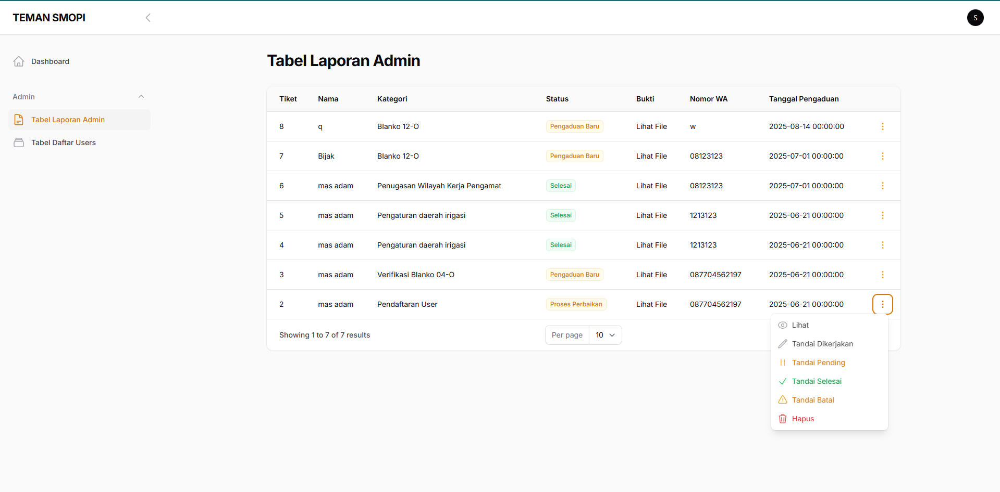 TEMAN SMOPI
S
Dashboard
Admin
Tabel Laporan Admin
Tabel Daftar Users
Tabel Laporan Admin
Tiket Nama Kategori Status Bukti Nomor WA Tanggal Pengaduan
8 q Blanko 12-O Pengaduan Baru Lihat File w 2025-08-14 00:00:00
7 Bijak Blanko 12-O Pengaduan Baru Lihat File 08123123 2025-07-01 00:00:00
6 mas adam Penugasan Wilayah Kerja Pengamat Selesai Lihat File 08123123 2025-07-01 00:00:00
5 mas adam Pengaturan daerah irigasi Selesai Lihat File 1213123 2025-06-21 00:00:00
4 mas adam Pengaturan daerah irigasi Selesai Lihat File 1213123 2025-06-21 00:00:00
3 mas adam Verifikasi Blanko 04-O Pengaduan Baru Lihat File 087704562197 2025-06-21 00:00:00
2 mas adam Pendaftaran User Proses Perbaikan Lihat File 087704562197 2025-06-21 00:00:00
Showing 1 to 7 of 7 results Per page 10
Lihat
Tandai Dikerjakan
Tandai Pending
Tandai Selesai
Tandai Batal
Hapus